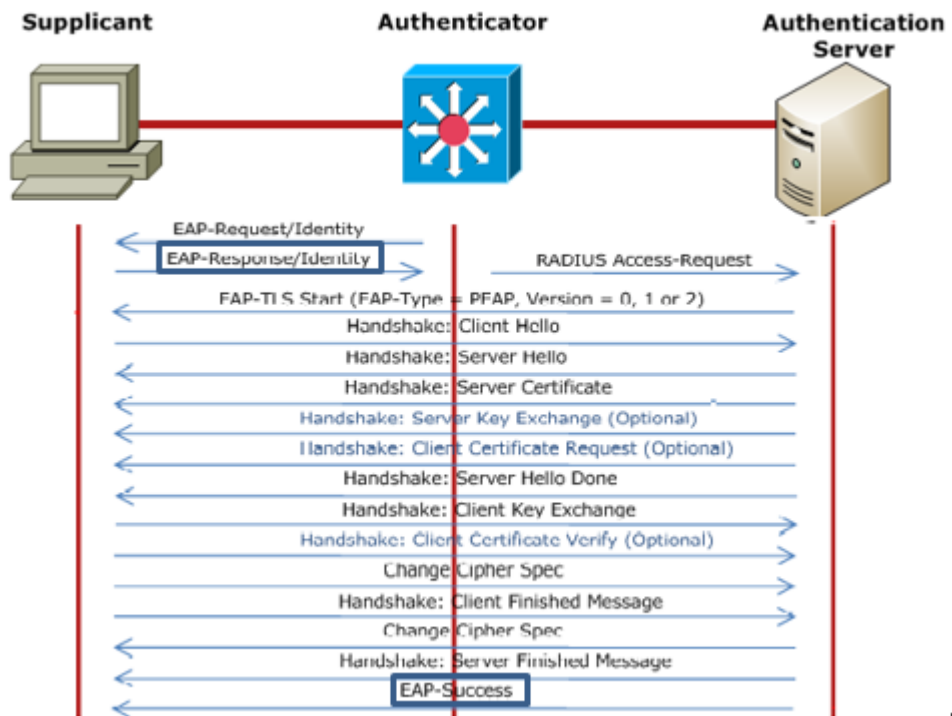 Supplicant
Authenticator
Authentication
Server
EAP-Request/Identity
EAP-Response/Identity
RADIUS Access-Request
EAP-TLS Start (EAP-Type = PEAP, Version = 0, 1 or 2)
Handshake: Client Hello
Handshake: Server Hello
Handshake: Server Certificate
Handshake: Server Key Exchange (Optional)
Handshake: Client Certificate Request (Optional)
Handshake: Server Hello Done
Handshake: Client Key Exchange
Handshake: Client Certificate Verify (Optional)
Change Cipher Spec
Handshake: Client Finished Message
Change Cipher Spec
Handshake: Server Finished Message
EAP-Success